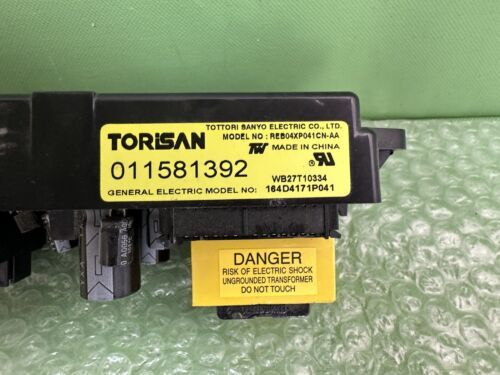 TOTTORI SANYO ELECTRIC CO., LTD.
TORiSAN
MODEL NO : REB04XP041CN-AA
MADE IN CHINA
011581392
WB27T10334
GENERAL ELECTRIC MODEL NO: 164D4171P041
DANGER
RISK OF ELECTRIC SHOCK
UNGROUNDED TRANSFORMER
DO NOT TOUCH